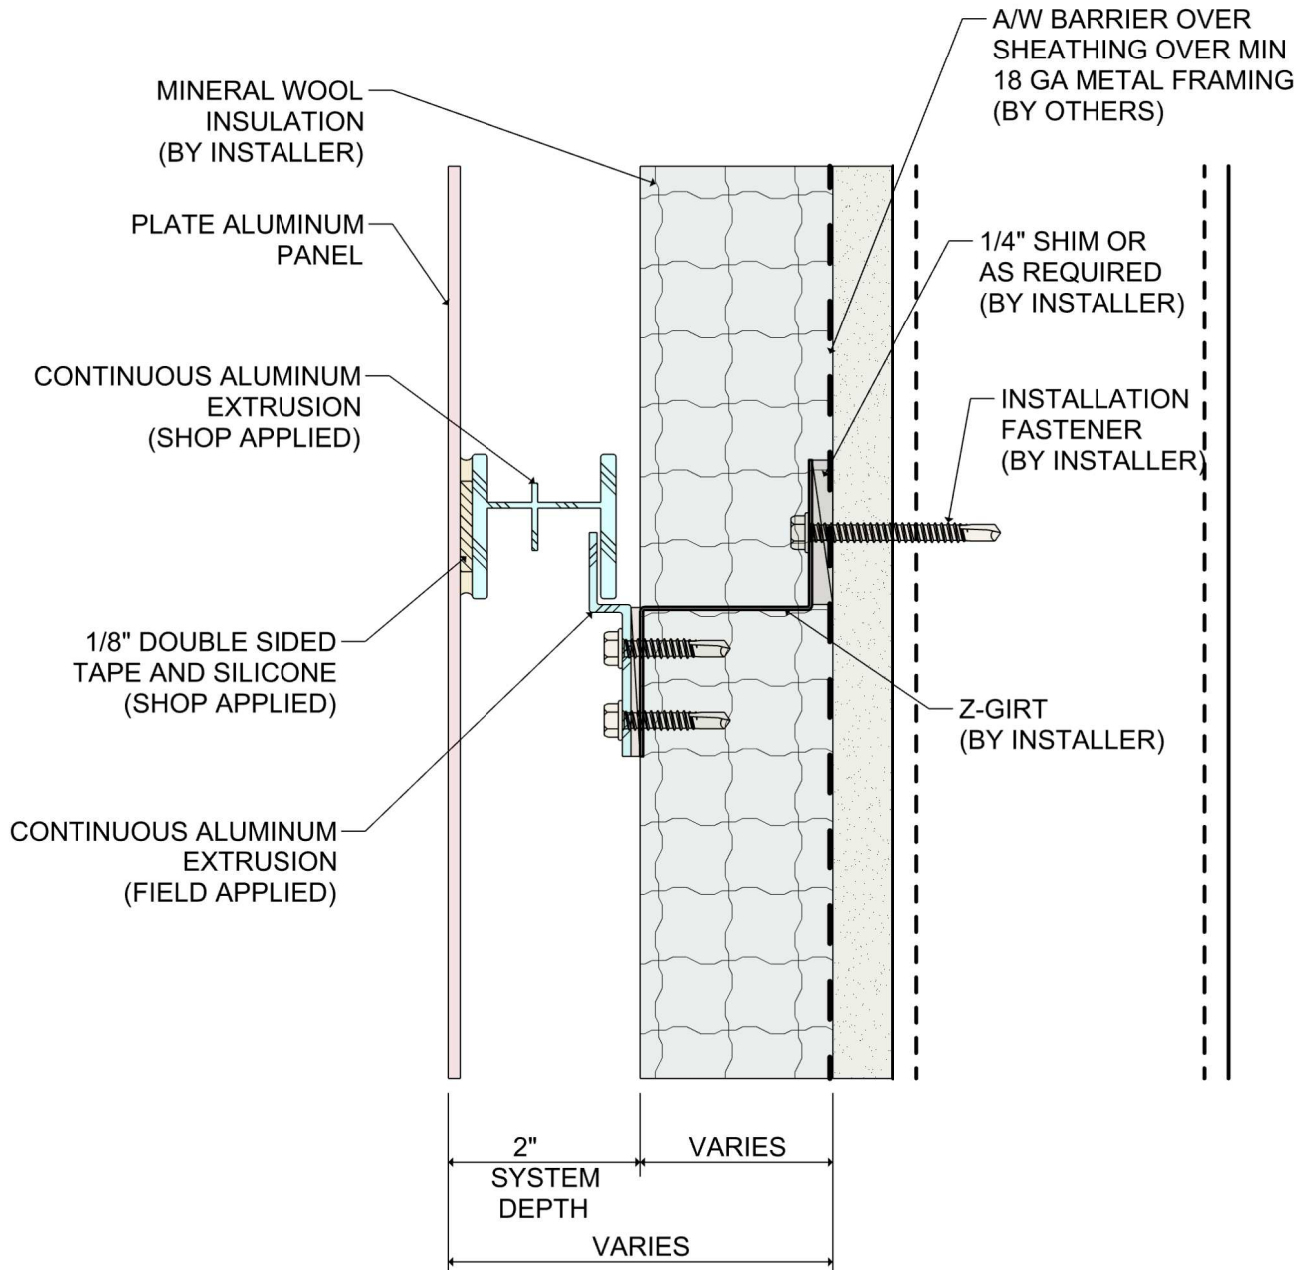 A/W BARRIER OVER
SHEATHING OVER MIN
18 GA METAL FRAMING
(BY OTHERS)
MINERAL WOOL
INSULATION
(BY INSTALLER)
PLATE ALUMINUM
PANEL
1/4" SHIM OR
AS REQUIRED
(BY INSTALLER)
CONTINUOUS ALUMINUM
EXTRUSION
(SHOP APPLIED)
INSTALLATION
FASTENER
(BY INSTALLER)
1/8" DOUBLE SIDED
TAPE AND SILICONE
(SHOP APPLIED)
Z-GIRT
(BY INSTALLER)
CONTINUOUS ALUMINUM
EXTRUSION
(FIELD APPLIED)
2"
SYSTEM
DEPTH
VARIES
VARIES